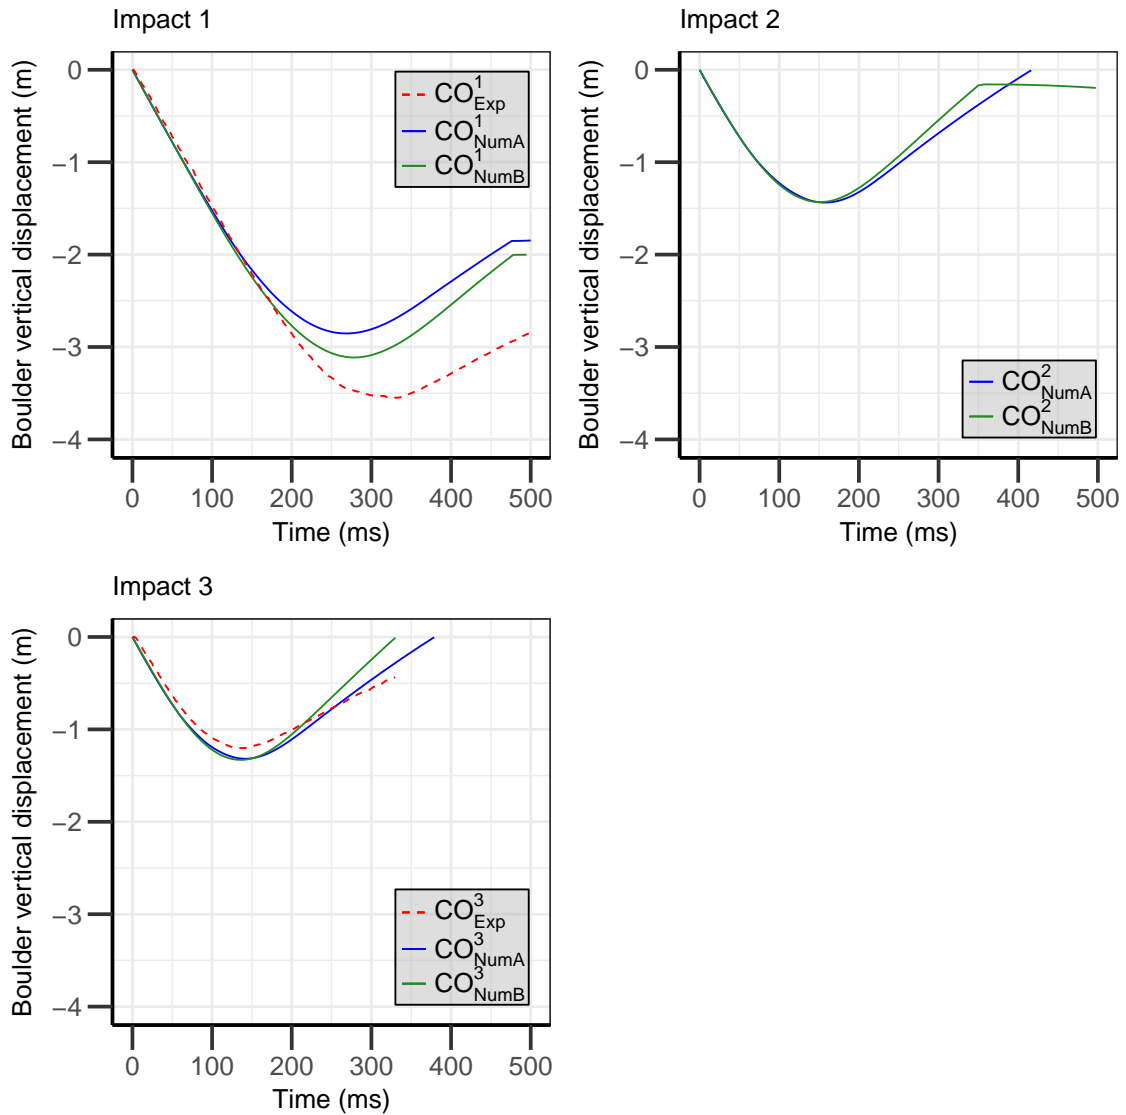 Impact 1
Boulder vertical displacement (m)
0
−1
−2
−3
−4
CO¹Exp
CO¹NumA
CO¹NumB
0 100 200 300 400 500
Time (ms)
Impact 2
Boulder vertical displacement (m)
0
−1
−2
−3
−4
CO²NumA
CO²NumB
0 100 200 300 400 500
Time (ms)
Impact 3
Boulder vertical displacement (m)
0
−1
−2
−3
−4
CO³Exp
CO³NumA
CO³NumB
0 100 200 300 400 500
Time (ms)